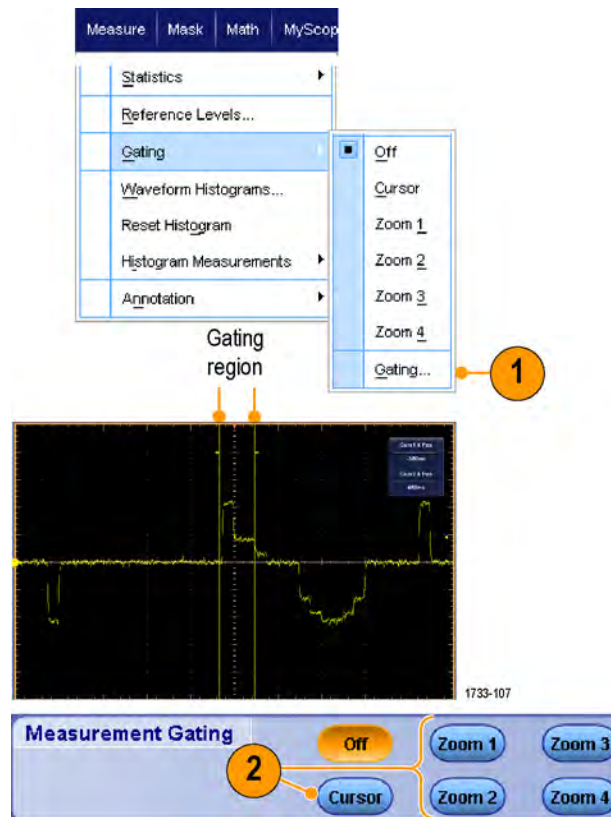 Measure Mask Math MyScop
Statistics
Reference Levels...
Gating
Waveform Histograms...
Reset Histogram
Histogram Measurements
Annotation
Off
Cursor
Zoom 1
Zoom 2
Zoom 3
Zoom 4
Gating...
1
Gating
region
1733-107
Measurement Gating
2
Off
Zoom 1
Zoom 3
Cursor
Zoom 2
Zoom 4